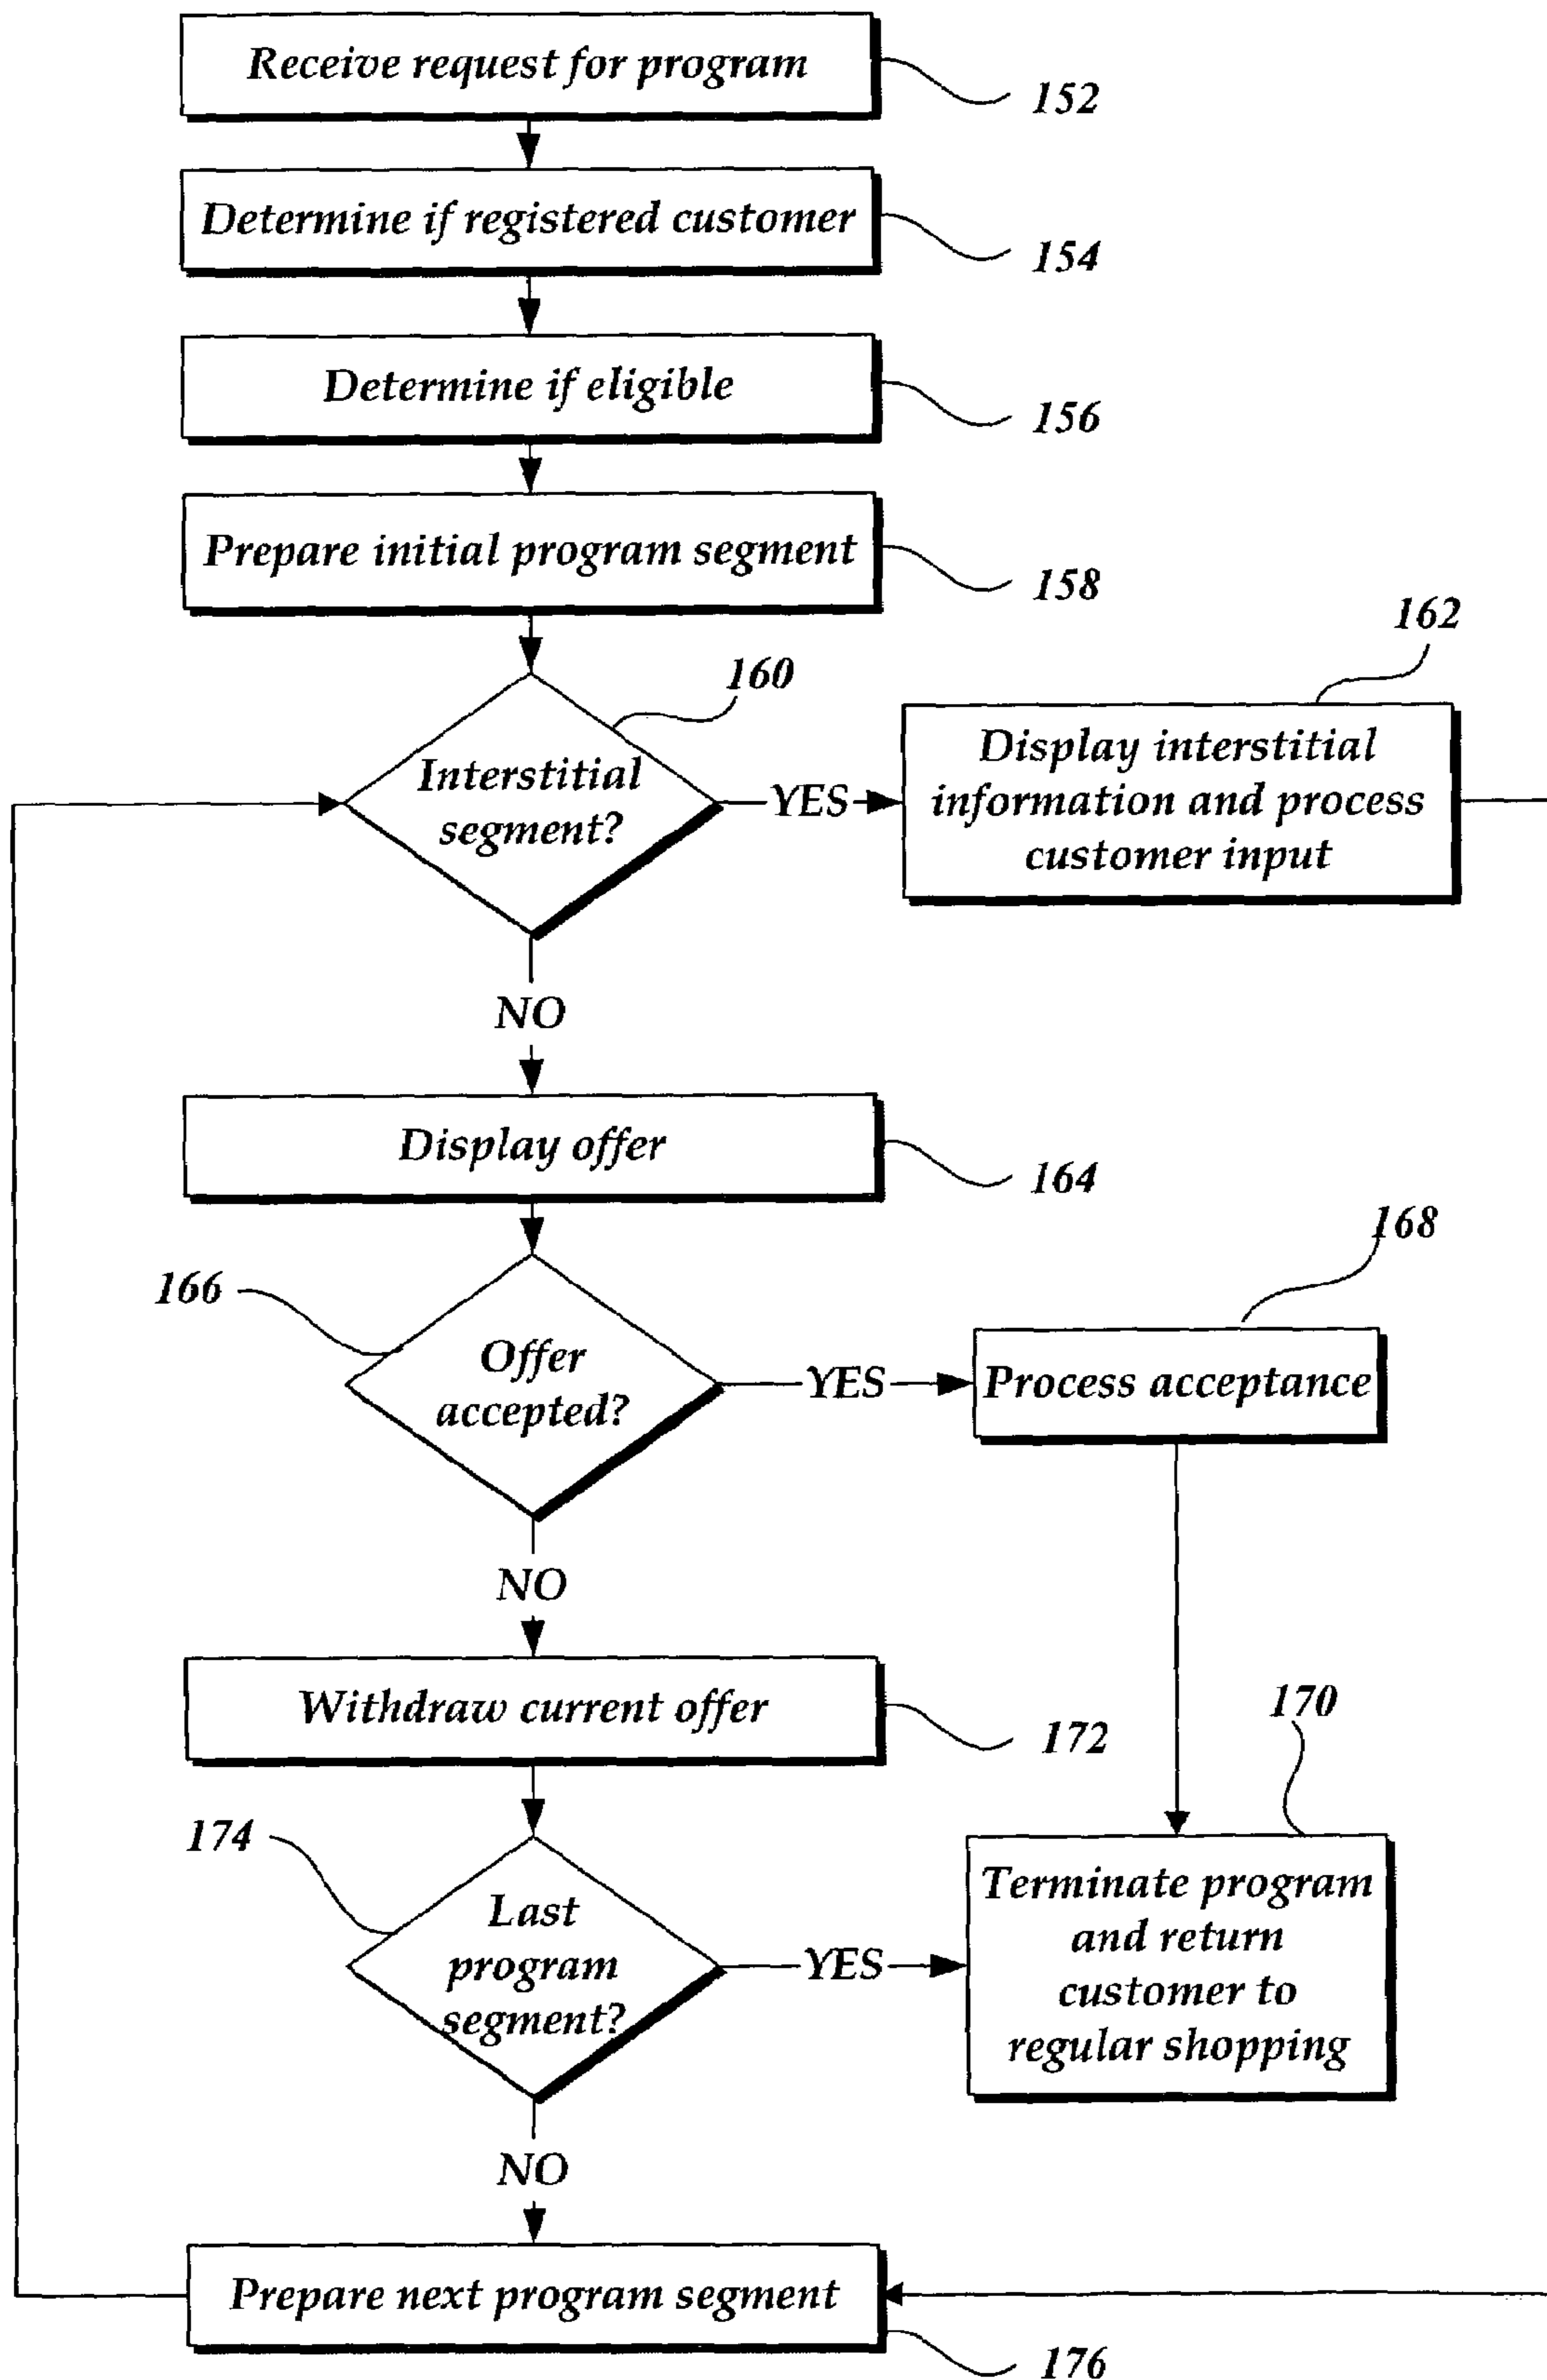 Receive request for program
152
Determine if registered customer
154
Determine if eligible
156
Prepare initial program segment
158
160
162
Interstitial
segment?
YES
Display interstitial
information and process
customer input
NO
Display offer
164
166
168
Offer
accepted?
YES
Process acceptance
NO
Withdraw current offer
172
170
174
Last
program
segment?
YES
Terminate program
and return
customer to
regular shopping
NO
Prepare next program segment
176